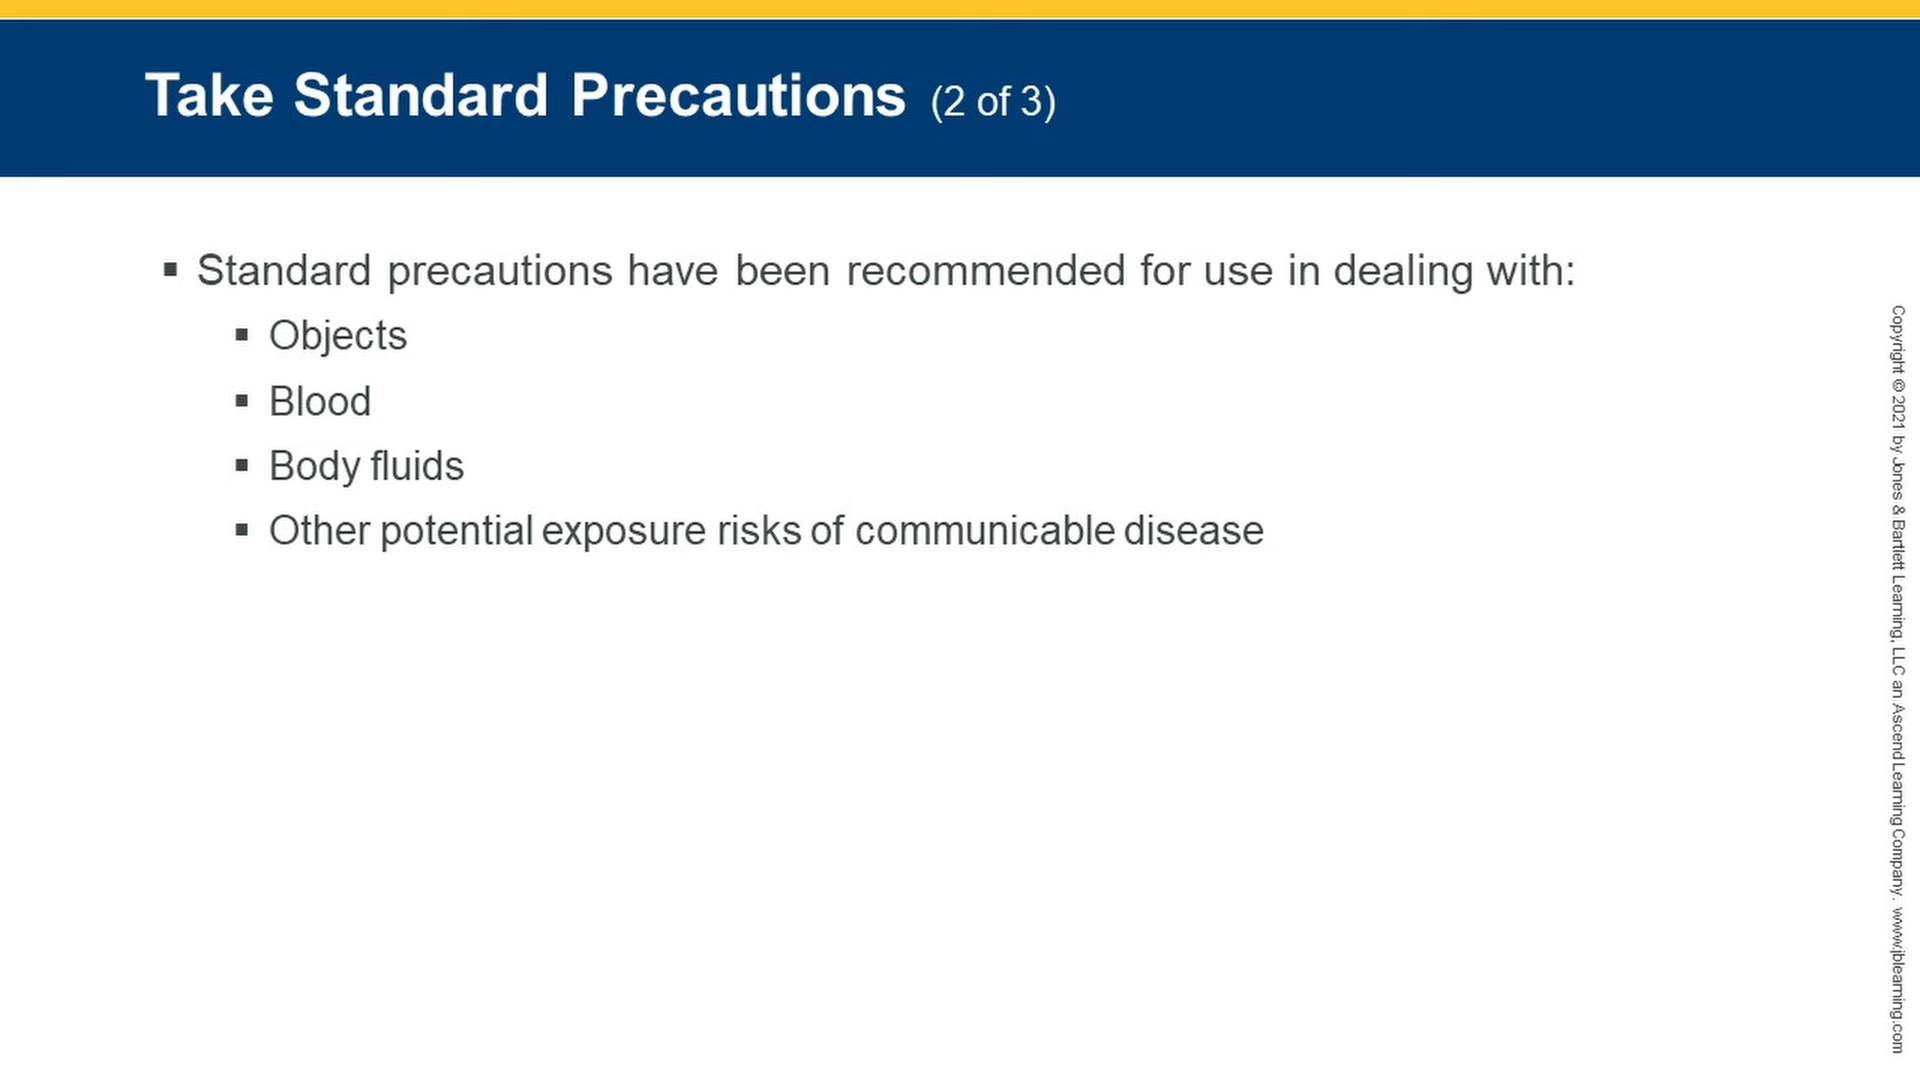 Take Standard Precautions (2 of 3)
▪ Standard precautions have been recommended for use in dealing with:
▪ Objects
▪ Blood
▪ Body fluids
▪ Other potential exposure risks of communicable disease
Copyright © 2021 by Jones & Bartlett Learning, LLC an Ascend Learning Company. www.jblearning.com